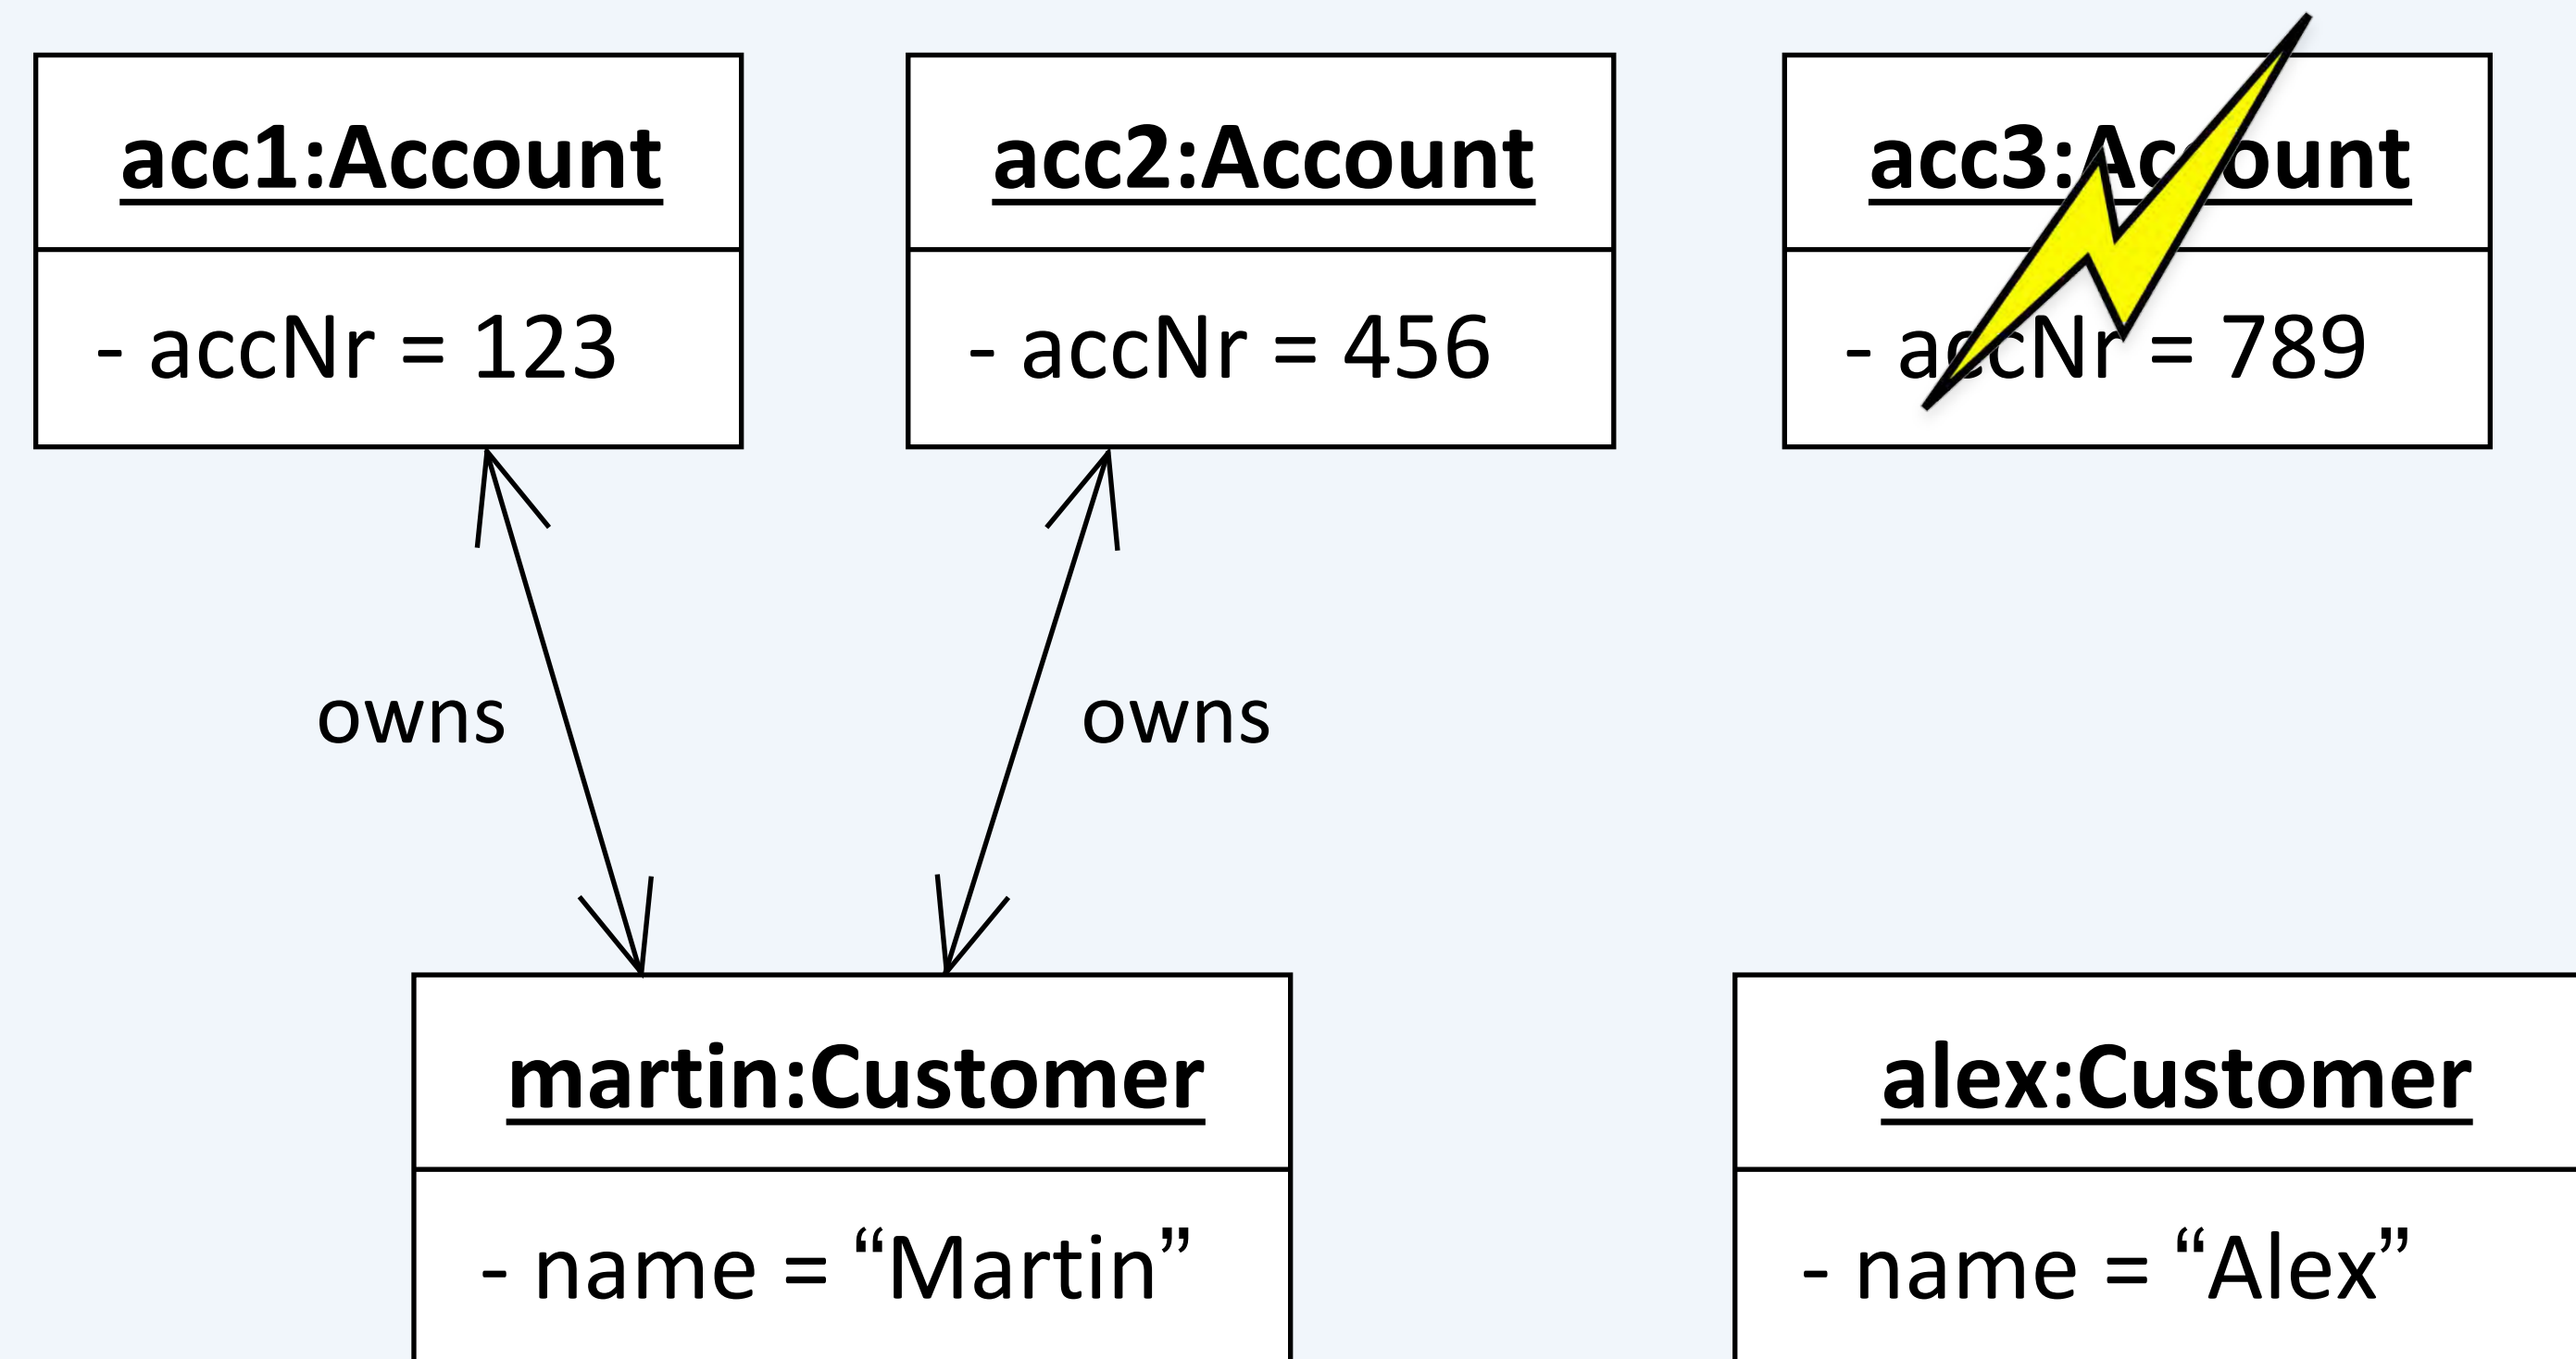 acc1:Account
- accNr = 123
acc2:Account
- accNr = 456
acc3:Account
- accNr = 789
owns
owns
martin:Customer
- name = “Martin”
alex:Customer
- name = “Alex”